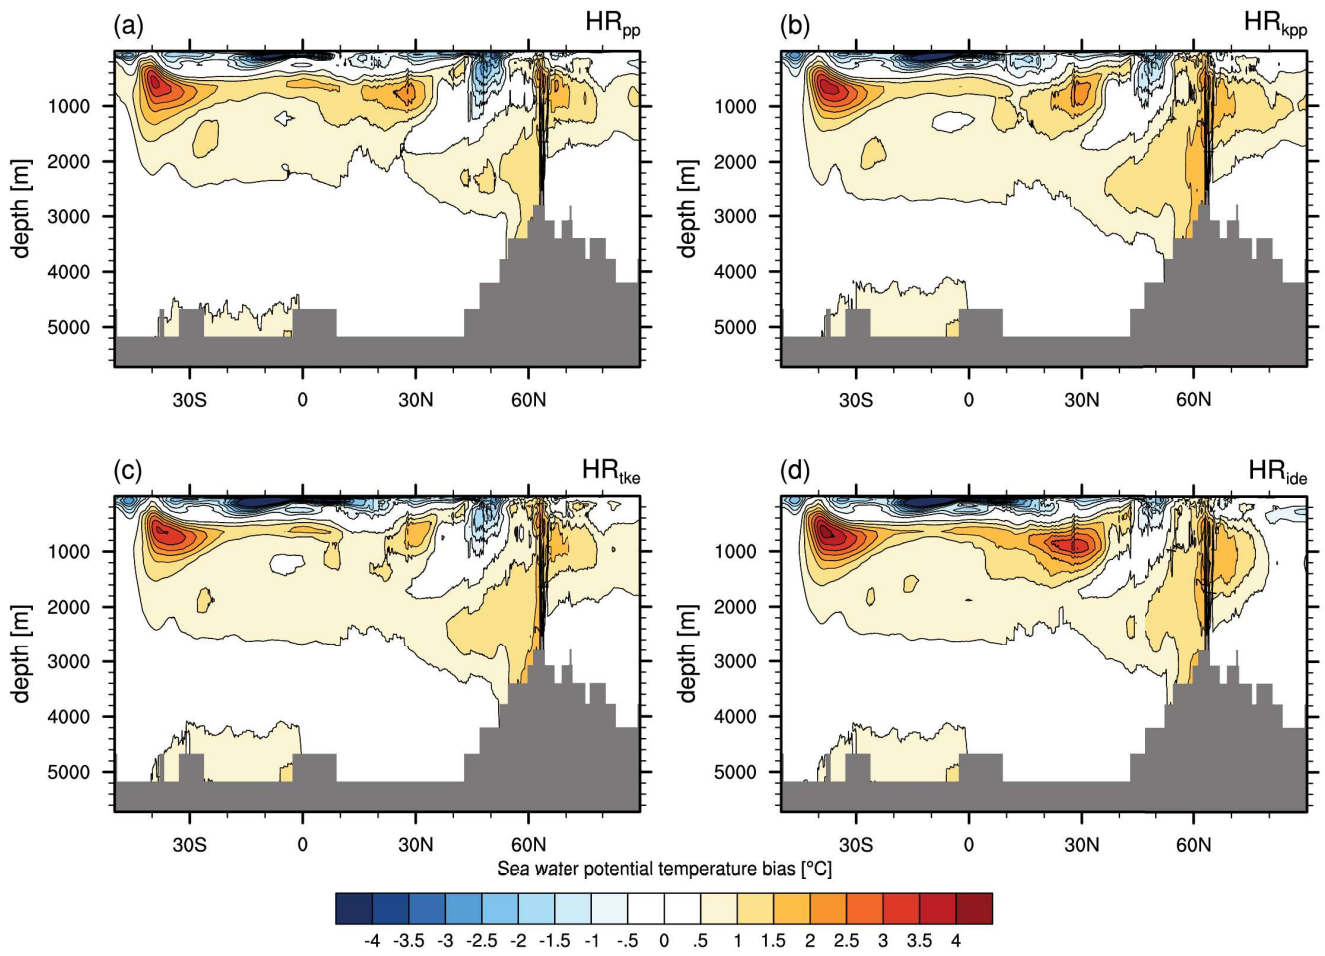 (a) HRpp
(b) HRkpp
depth [m]
1000
2000
3000
4000
5000
30S 0 30N 60N
depth [m]
1000
2000
3000
4000
5000
30S 0 30N 60N
(c) HRtke
(d) HRide
depth [m]
1000
2000
3000
4000
5000
30S 0 30N 60N
depth [m]
1000
2000
3000
4000
5000
30S 0 30N 60N
Sea water potential temperature bias [°C]
-4 -3.5 -3 -2.5 -2 -1.5 -1 -.5 0 .5 1 1.5 2 2.5 3 3.5 4